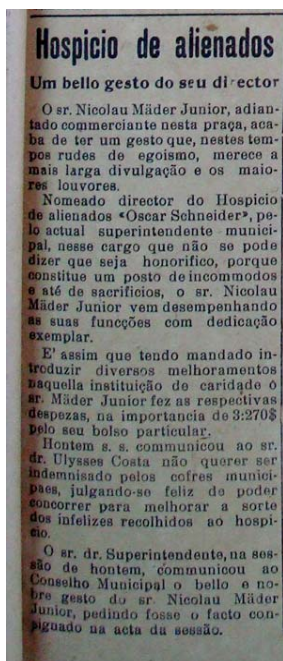 Hospicio de alienados
Um bello gesto do seu director
O sr. Nicolau Mäder Junior, adian-
tado commerciante nesta praça, aca-
ba de ter um gesto que, nestes tem-
pos rudes de egoismo, merece a
mais larga divulgação e os maio-
res louvores.
Nomeado director do Hospicio
de alienados «Oscar Schneider», pe-
lo actual superintendente munici-
pal, nesse cargo que não se pode
dizer que seja honorifico, porque
constitue um posto de incommodos
e até de sacrificios, o sr. Nicolau
Mäder Junior vem desempenhando
as suas funcções com dedicação
exemplar.
E' assim que tendo mandado in-
troduzir diversos melhoramentos
naquella instituição de caridade o
sr. Mäder Junior fez as respectivas
despezas, na importancia de 3:270$
pelo seu bolso particular.
Hontem s. s. communicou ao sr.
dr. Ulysses Costa não querer ser
indemnisado pelos cofres munici-
paes, julgando-se feliz de poder
concorrer para melhorar a sorte
dos infelizes recolhidos ao hospi-
cio.
O sr. dr. Superintendente, na ses-
são de hontem, communicou ao
Conselho Municipal o bello e no-
bre gesto do sr. Nicolau Mäder
Junior, pedindo fosse o facto con-
signado na acta da sessão.